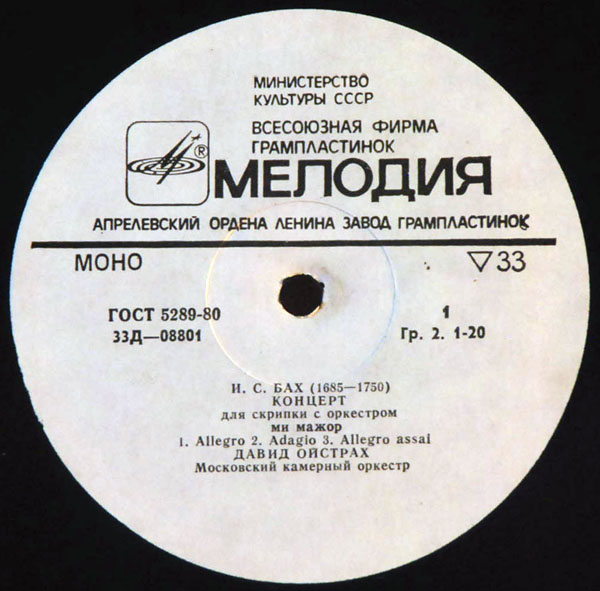 МИНИСТЕРСТВО
КУЛЬТУРЫ СССР
ВСЕСОЮЗНАЯ ФИРМА
ГРАМПЛАСТИНОК
®
МЕЛОДИЯ
АПРЕЛЕВСКИЙ ОРДЕНА ЛЕНИНА ЗАВОД ГРАМПЛАСТИНОК
МОНО ▽33
ГОСТ 5289-80 1
33Д—08801 Гр. 2. 1-20
И. С. БАХ (1685—1750)
КОНЦЕРТ
для скрипки с оркестром
ми мажор
1. Allegro 2. Adagio 3. Allegro assai
ДАВИД ОЙСТРАХ
Московский камерный оркестр